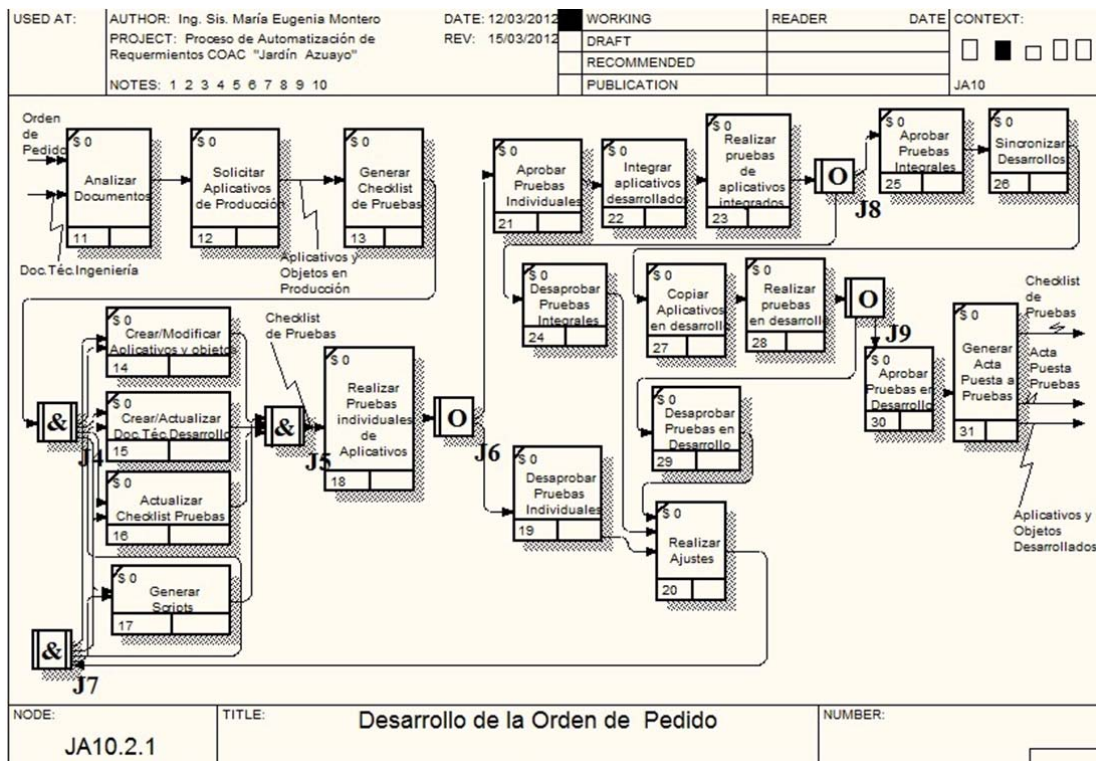 USED AT:
AUTHOR: Ing. Sis. María Eugenia Montero
DATE: 12/03/2012
PROJECT: Proceso de Automatización de
REV: 15/03/2012
Requermientos COAC "Jardín Azuayo"
NOTES: 1 2 3 4 5 6 7 8 9 10
WORKING
DRAFT
RECOMMENDED
PUBLICATION
READER
DATE
CONTEXT:
JA10
Orden
de
Pedido
Doc.Téc.Ingeniería
$ 0
Analizar
Documentos
11
$ 0
Solicitar
Aplicativos
de Producción
12
Aplicativos y
Objetos en
Producción
$ 0
Generar
Checklist
de Pruebas
13
$ 0
Aprobar
Pruebas
Individuales
21
$ 0
Integrar
aplicativos
desarrollados
22
$ 0
Realizar
pruebas
de
aplicativos
integrados
23
O
J8
$ 0
Aprobar
Pruebas
Integrales
25
$ 0
Sincronizar
Desarrollos
26
$ 0
Desaprobar
Pruebas
Integrales
24
$ 0
Copiar
Aplicativos
en desarrollo
27
$ 0
Realizar
pruebas
en desarrollo
28
O
J9
$ 0
Crear/Modificar
Aplicativos y objeto
14
&
J4
$ 0
Crear/Actualizar
Doc.Téc.Desarrollo
15
$ 0
Actualizar
Checklist Pruebas
16
$ 0
Generar
Scripts
17
&
J7
Checklist
de Pruebas
&
J5
$ 0
Realizar
Pruebas
individuales
de
Aplicativos
18
O
J6
$ 0
Desaprobar
Pruebas
Individuales
19
$ 0
Desaprobar
Pruebas en
Desarrollo
29
$ 0
Realizar
Ajustes
20
$ 0
Aprobar
Pruebas en
Desarrollo
30
$ 0
Generar
Acta
Puesta a
Pruebas
31
Checklist
de
Pruebas
Acta
Puesta
Pruebas
Aplicativos y
Objetos
Desarrollados
NODE:
JA10.2.1
TITLE:
Desarrollo de la Orden de Pedido
NUMBER: